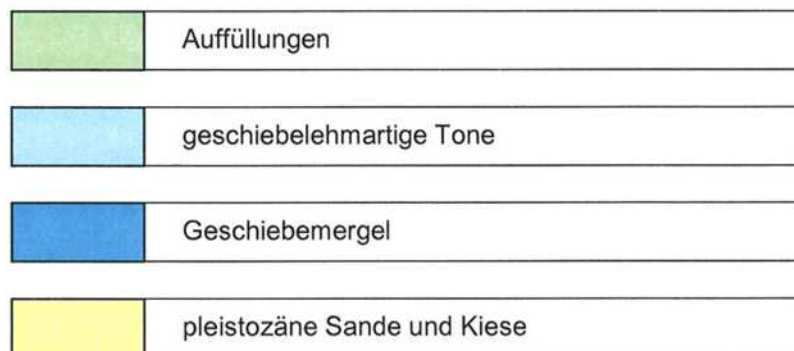 Auffüllungen
geschiebelehmartige Tone
Geschiebemergel
pleistozäne Sande und Kiese